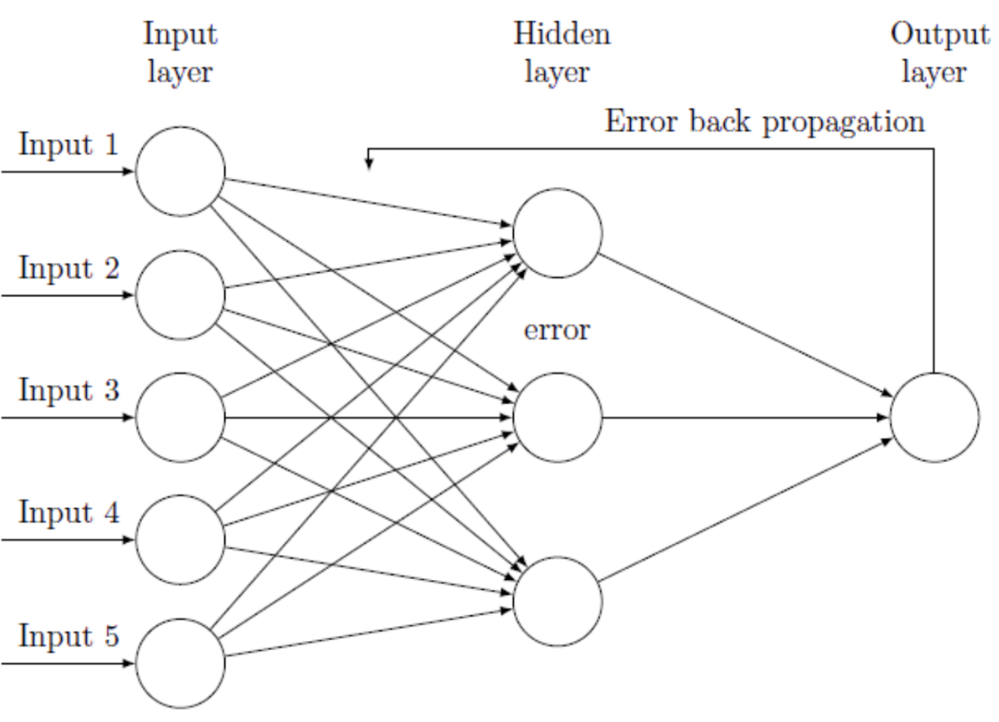 Input
layer
Hidden
layer
Output
layer
Error back propagation
Input 1
Input 2
error
Input 3
Input 4
Input 5